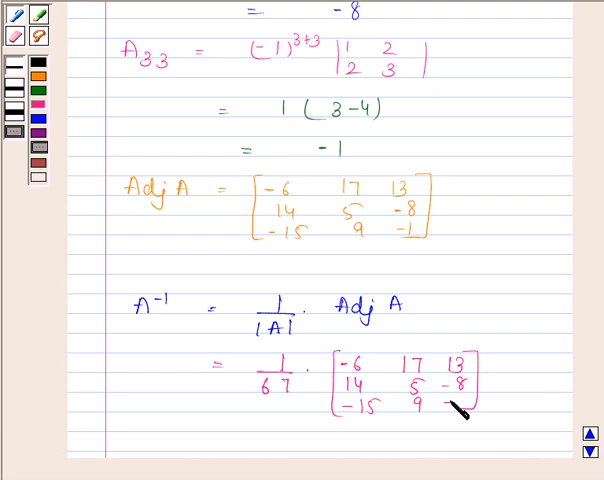 = -8
A33 = (-1)^3+3 |1 2|
|2 3|
= 1 ( 3-4)
= -1
Adj A = [-6 17 13
14 5 -8
-15 9 -1]
A^-1 = 1/|A| . Adj A
= 1/67 . [-6 17 13
14 5 -8
-15 9 -]